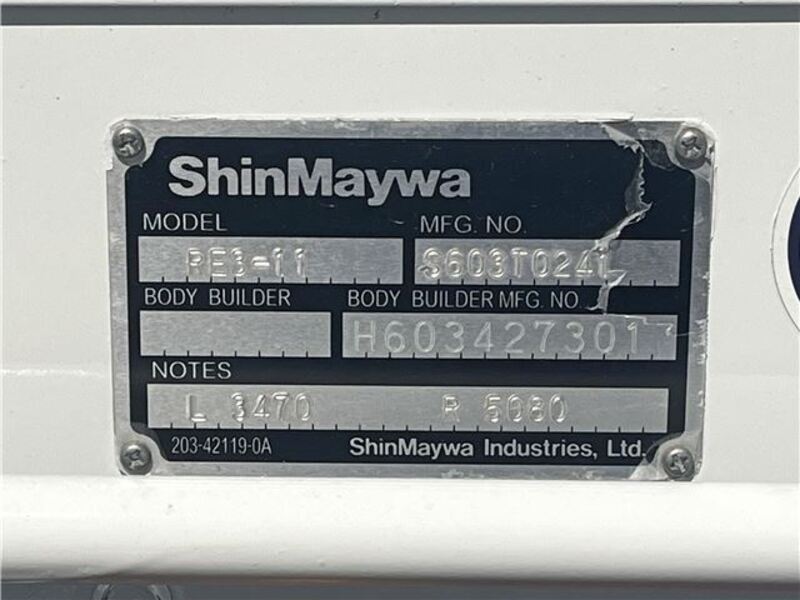 ShinMaywa
MODEL MFG. NO.
RE3-11 S603T0241
BODY BUILDER BODY BUILDER MFG. NO.
H603427301
NOTES
L 3470 R 5080
203-42119-0A ShinMaywa Industries, Ltd.